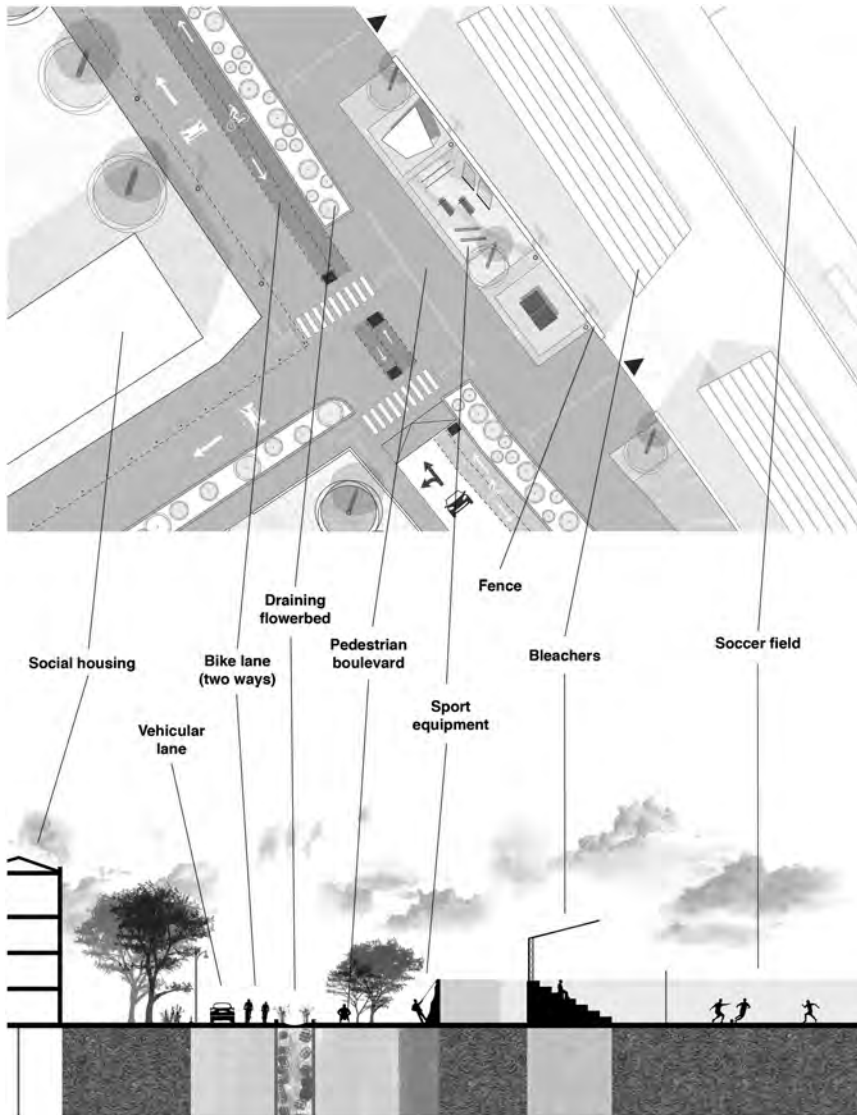 Fence
Draining
flowerbed
Pedestrian
boulevard
Soccer field
Bleachers
Social housing
Bike lane
(two ways)
Sport
equipment
Vehicular
lane